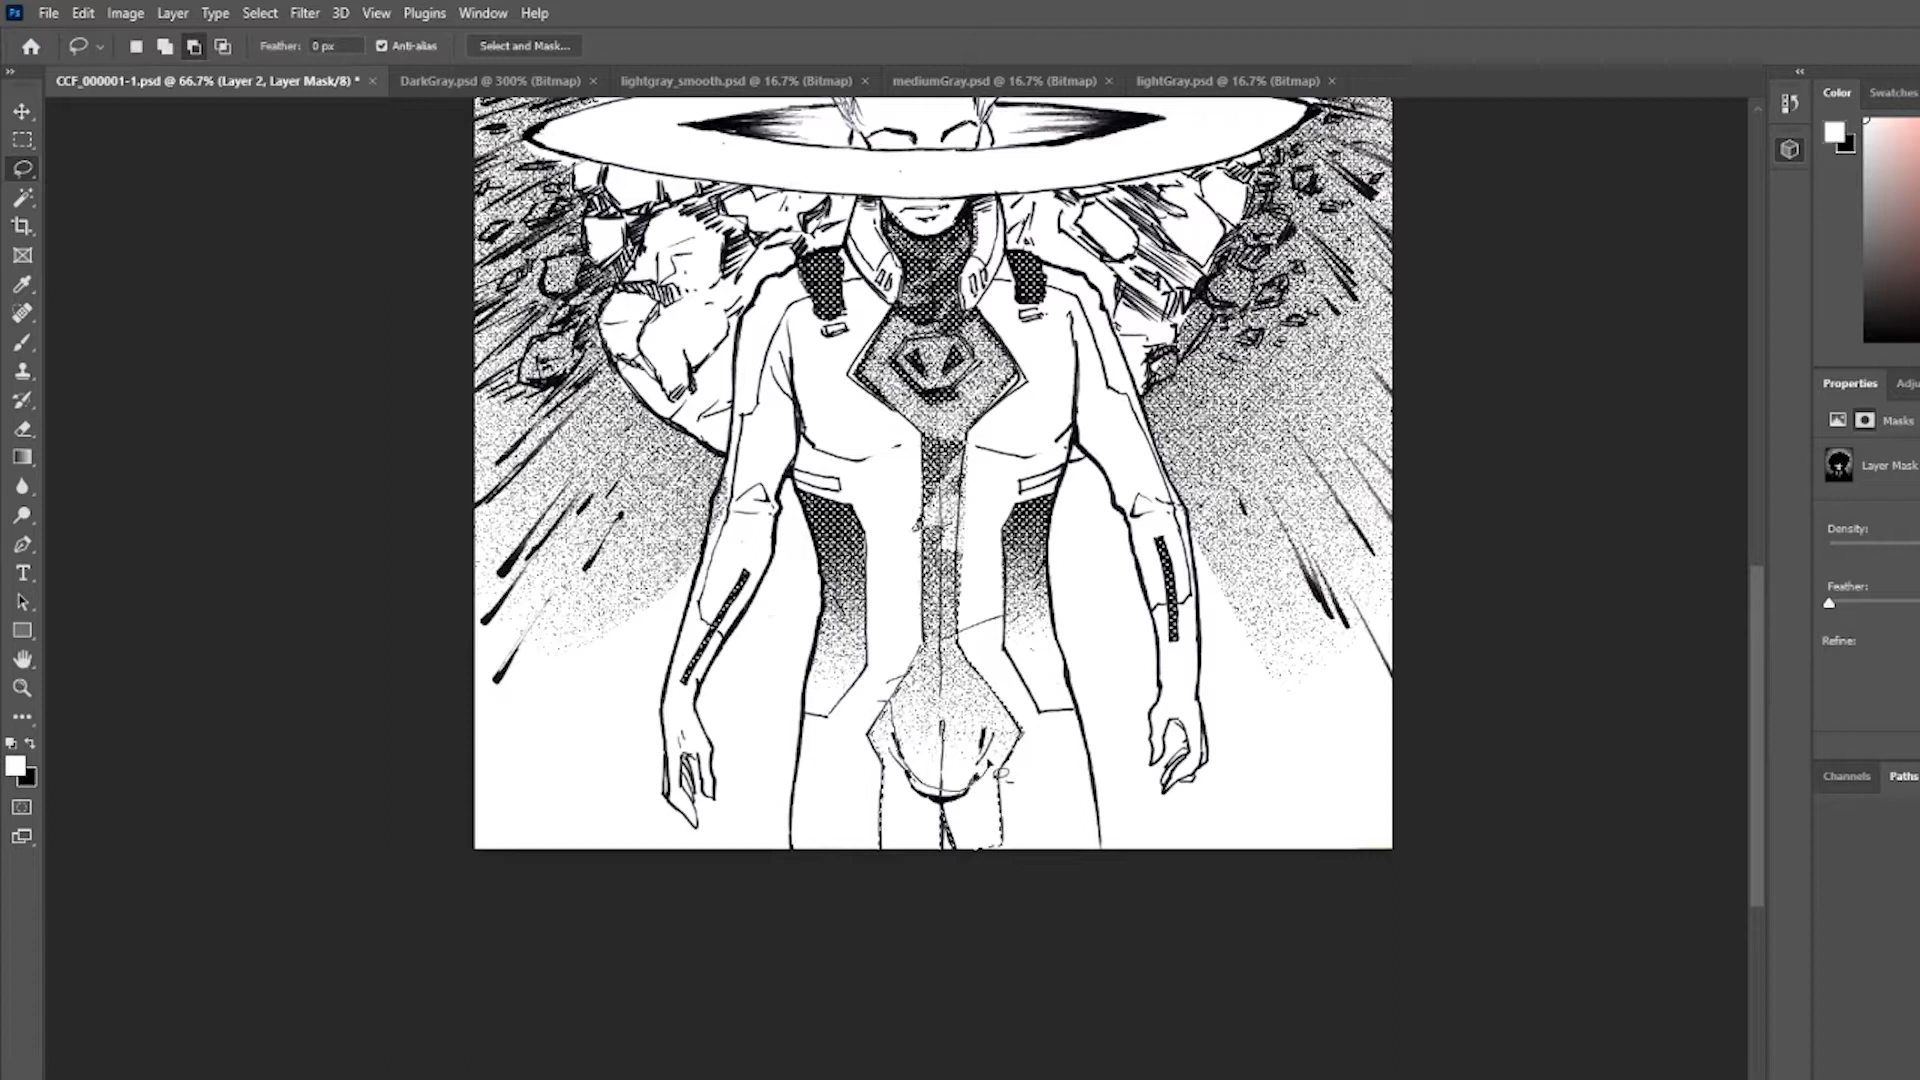 Ps File Edit Image Layer Type Select Filter 3D View Plugins Window Help
Feather: 0 px Anti-alias Select and Mask...
CCF_000001-1.psd @ 66.7% (Layer 2, Layer Mask/8) * × DarkGray.psd @ 300% (Bitmap) × lightgray_smooth.psd @ 16.7% (Bitmap) × mediumGray.psd @ 16.7% (Bitmap) × lightGray.psd @ 16.7% (Bitmap) ×
Color Swatches
Properties Adju
Masks
Layer Mask
Density:
Feather:
Refine:
Channels Paths